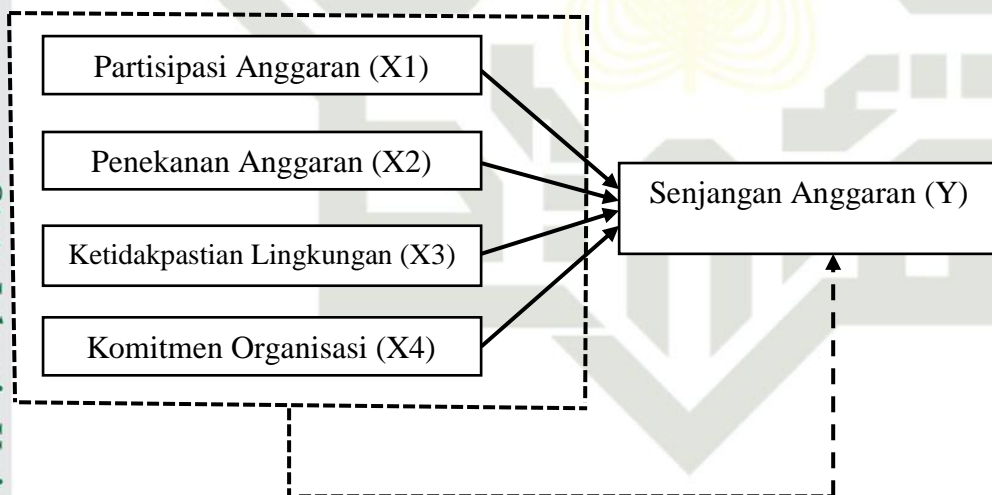 Partisipasi Anggaran (X1)
Penekanan Anggaran (X2)
Senjangan Anggaran (Y)
Ketidakpastian Lingkungan (X3)
Komitmen Organisasi (X4)